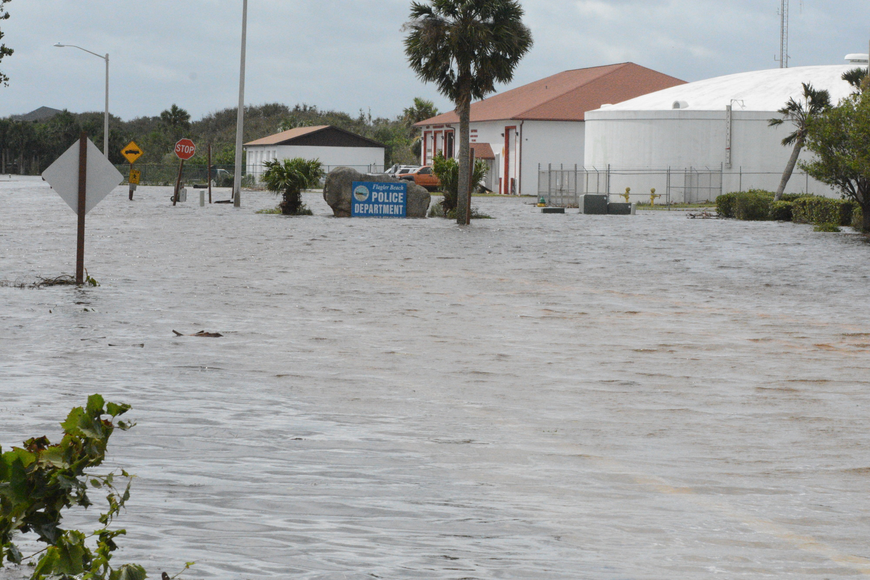 STOP
Flagler Beach
POLICE
DEPARTMENT